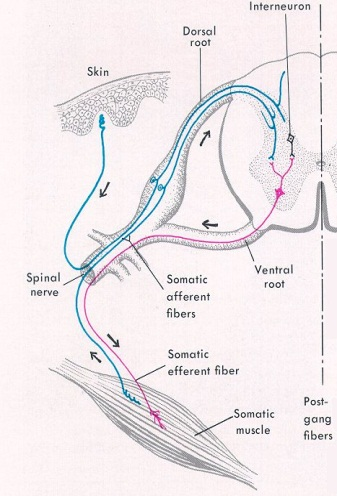 Interneuron
Dorsal
root
Skin
Spinal
nerve
Somatic
afferent
fibers
Ventral
root
Somatic
efferent fiber
Somatic
muscle
Post-
gang
fibers